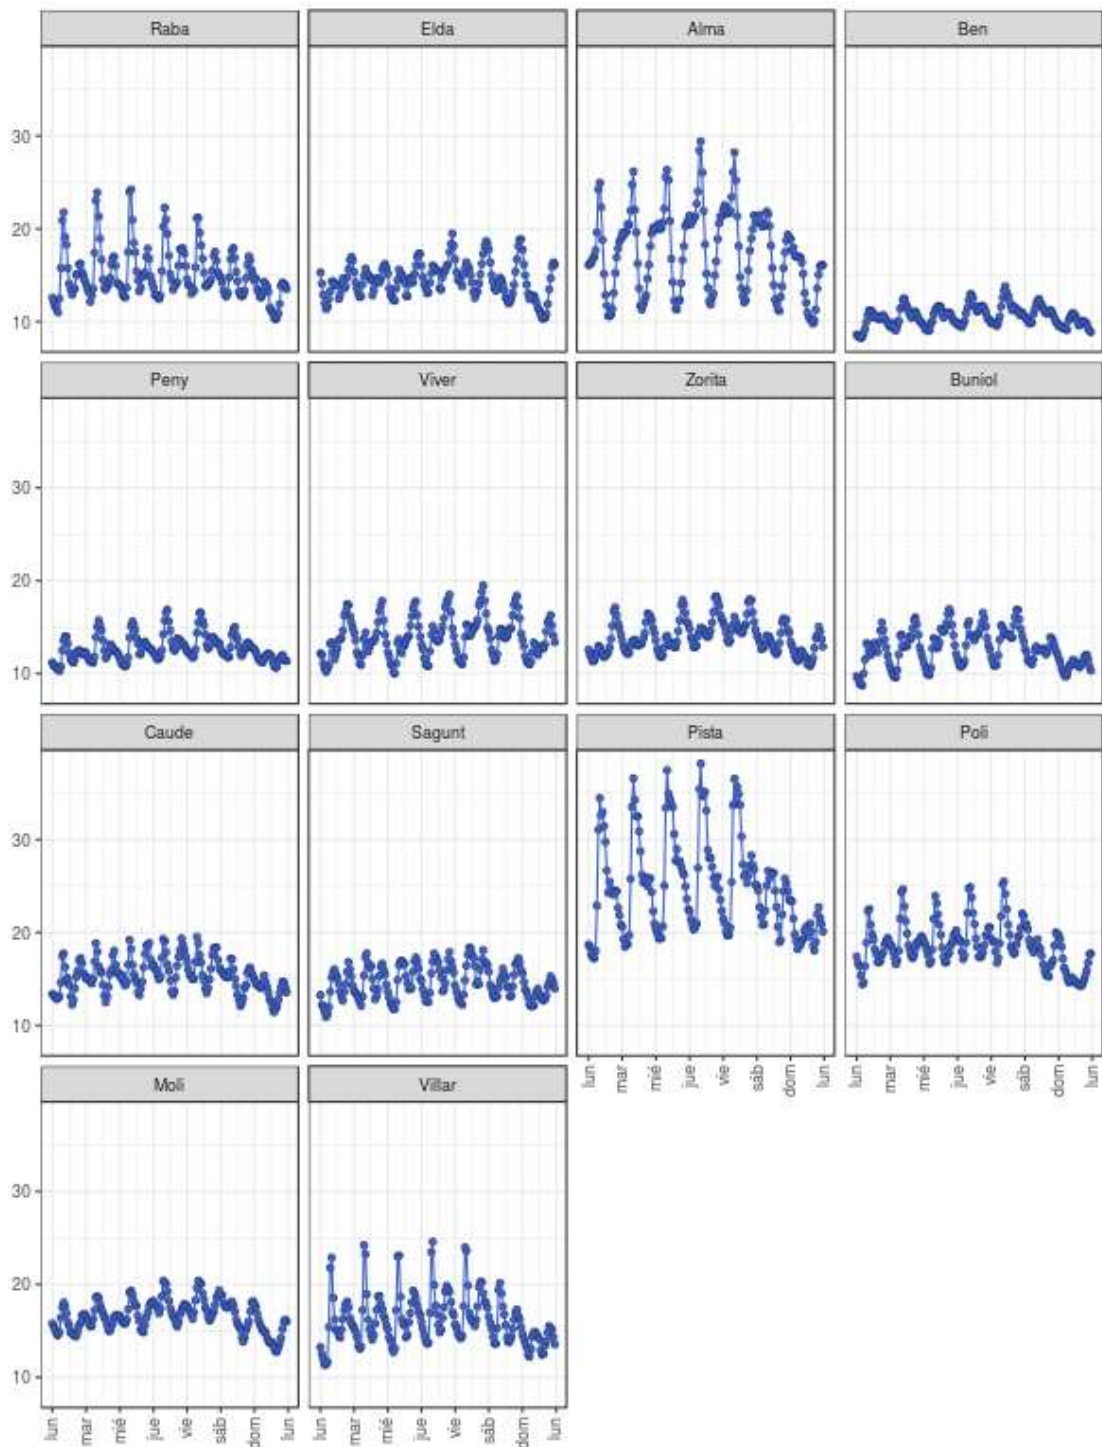 Raba Elda Alma Ben
30
20
10
Peny Viver Zorita Buniol
30
20
10
Caude Sagunt Pista Poli
30
20
10
lun mar mié jue vie sáb dom lun lun mar mié jue vie sáb dom lun
Moli Villar
30
20
10
lun mar mié jue vie sáb dom lun lun mar mié jue vie sáb dom lun